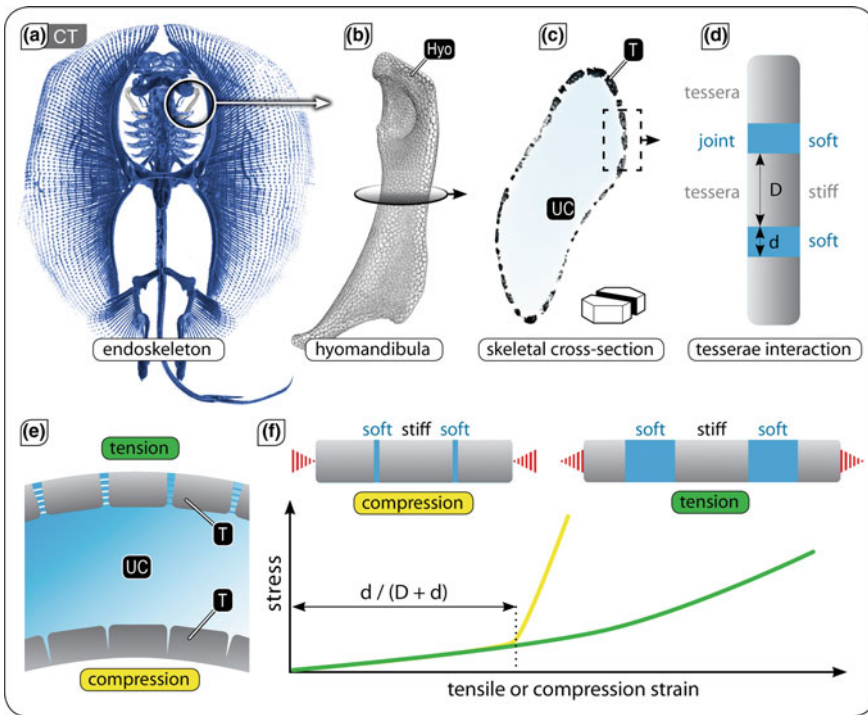 (a) CT
endoskeleton
(b)
Hyo
hyomandibula
(c)
T
UC
skeletal cross-section
(d)
tessera
joint soft
tessera D stiff
d soft
tesserae interaction
(e)
tension
T
UC
T
compression
(f)
soft stiff soft
compression
soft stiff soft
tension
stress
d / (D + d)
tensile or compression strain